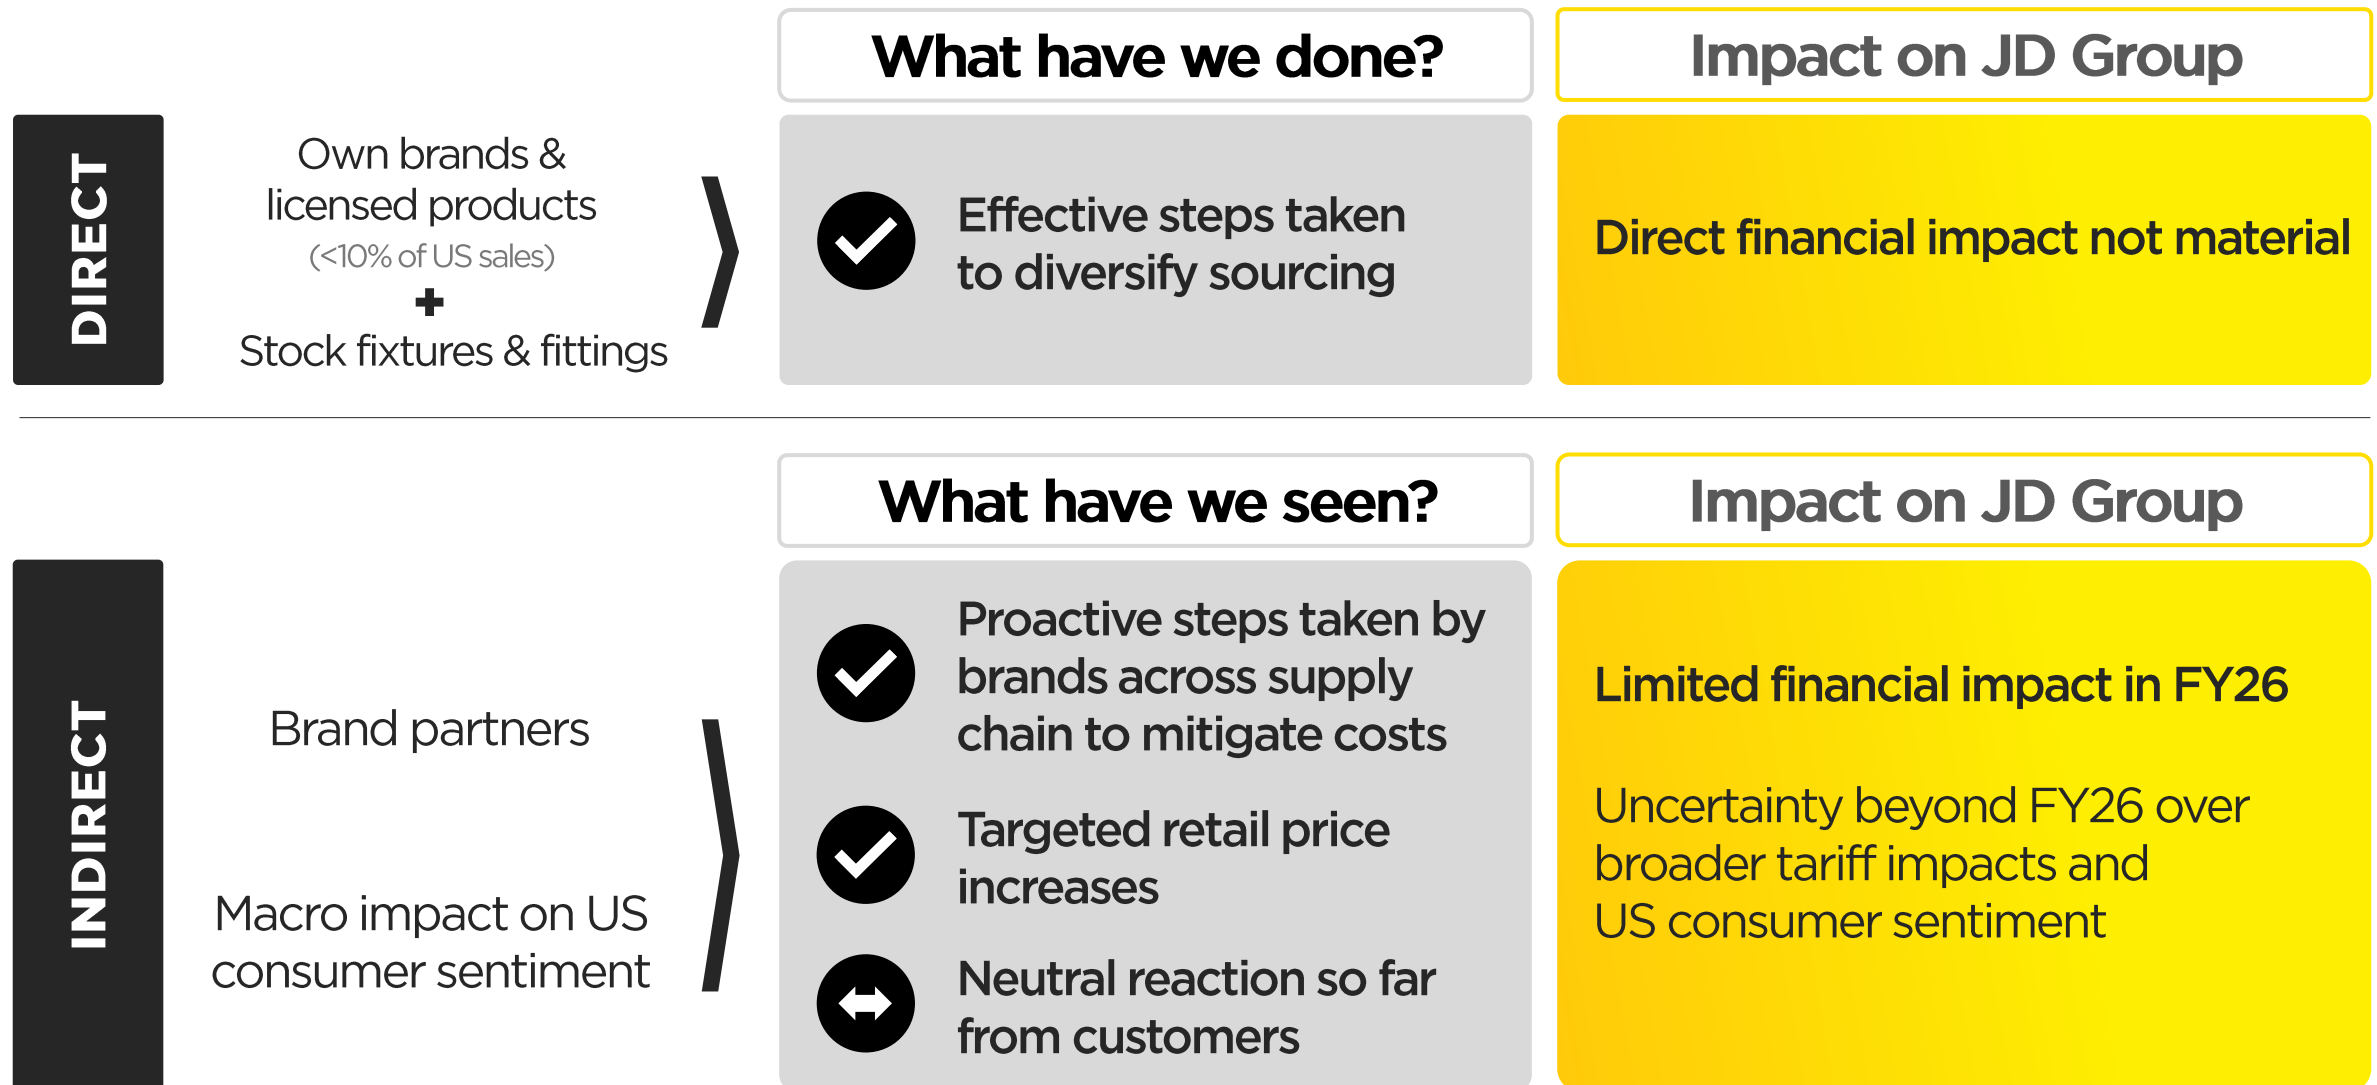 What have we done?
Impact on JD Group
DIRECT
Own brands &
licensed products
(<10% of US sales)
+
Stock fixtures & fittings
Effective steps taken
to diversify sourcing
Direct financial impact not material
What have we seen?
Impact on JD Group
INDIRECT
Brand partners
Macro impact on US
consumer sentiment
Proactive steps taken by
brands across supply
chain to mitigate costs
Targeted retail price
increases
Neutral reaction so far
from customers
Limited financial impact in FY26
Uncertainty beyond FY26 over
broader tariff impacts and
US consumer sentiment